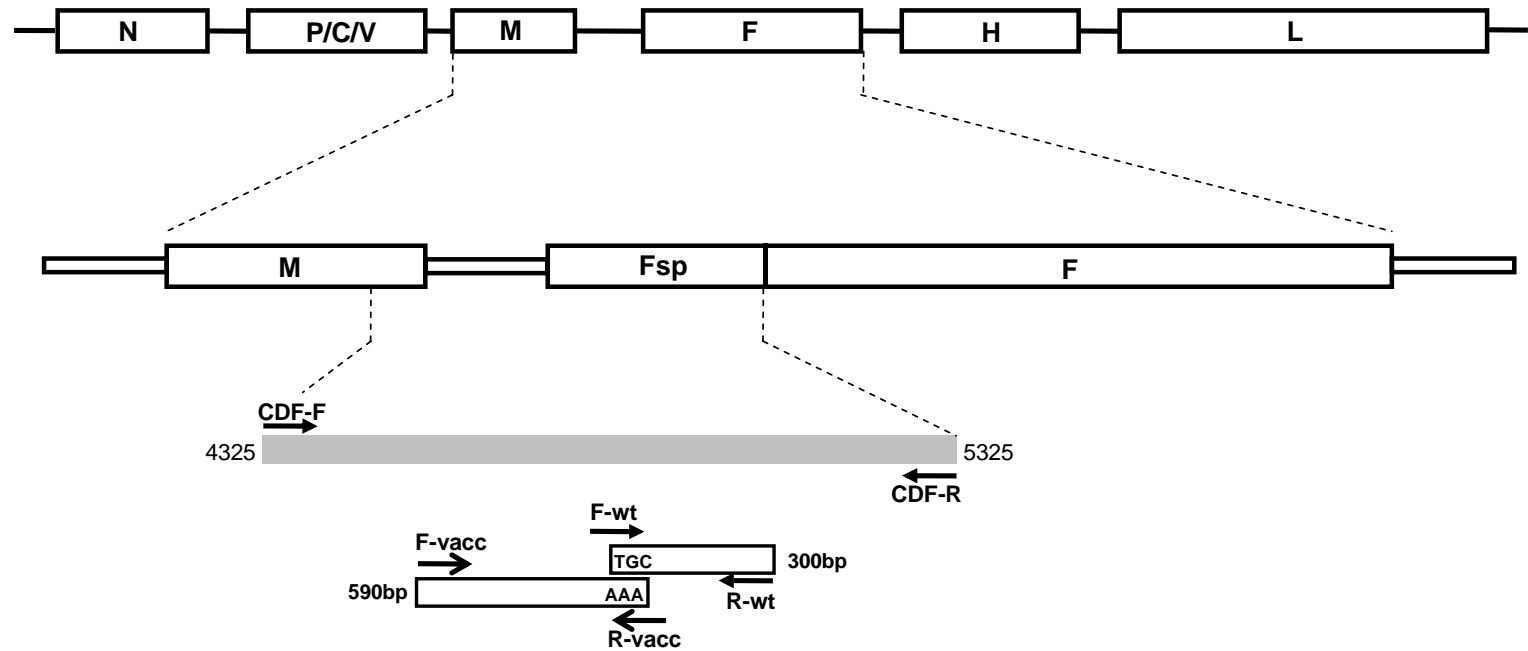 N P/C/V M F H L
M Fsp F
CDF-F
4325 5325
CDF-R
F-wt
F-vacc
TGC 300bp
590bp AAA
R-wt
R-vacc